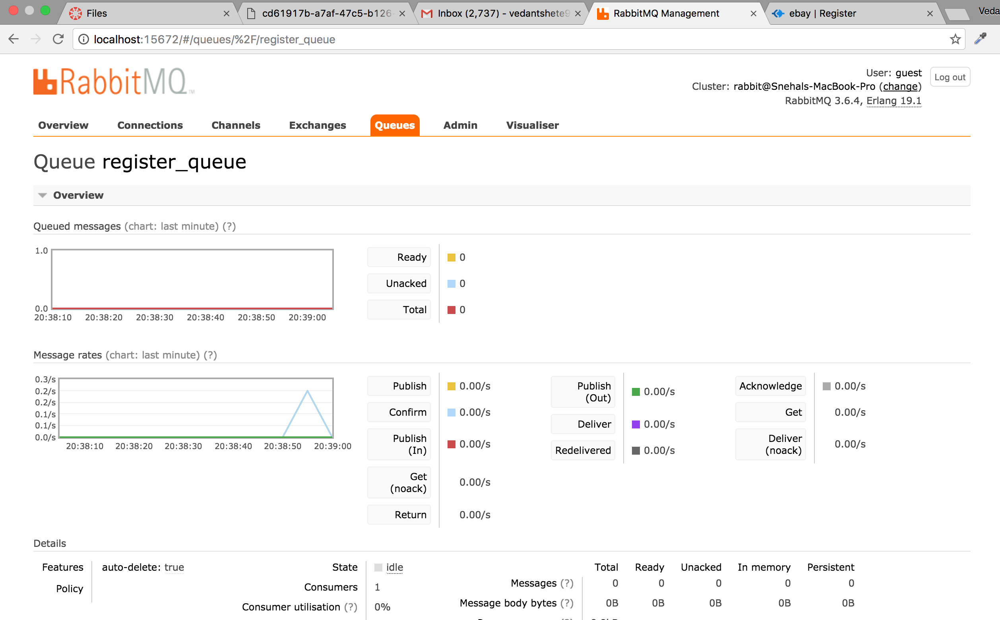 Files
cd61917b-a7af-47c5-b126-
Inbox (2,737) - vedantshete9
RabbitMQ Management
ebay | Register
Veda
localhost:15672/#/queues/%2F/register_queue
RabbitMQ™
User: guest
Log out
Cluster: rabbit@Snehals-MacBook-Pro (change)
RabbitMQ 3.6.4, Erlang 19.1
Overview Connections Channels Exchanges Queues Admin Visualiser
Queue register_queue
Overview
Queued messages (chart: last minute) (?)
1.0
0.0
20:38:10 20:38:20 20:38:30 20:38:40 20:38:50 20:39:00
Ready 0
Unacked 0
Total 0
Message rates (chart: last minute) (?)
0.3/s
0.2/s
0.2/s
0.1/s
0.1/s
0.0/s
20:38:10 20:38:20 20:38:30 20:38:40 20:38:50 20:39:00
Publish 0.00/s
Confirm 0.00/s
Publish
(In) 0.00/s
Get
(noack) 0.00/s
Return 0.00/s
Publish
(Out) 0.00/s
Deliver 0.00/s
Redelivered 0.00/s
Acknowledge 0.00/s
Get 0.00/s
Deliver
(noack) 0.00/s
Details
Features auto-delete: true
Policy
State idle
Consumers 1
Consumer utilisation (?) 0%
Total Ready Unacked In memory Persistent
Messages (?) 0 0 0 0 0
Message body bytes (?) 0B 0B 0B 0B 0B